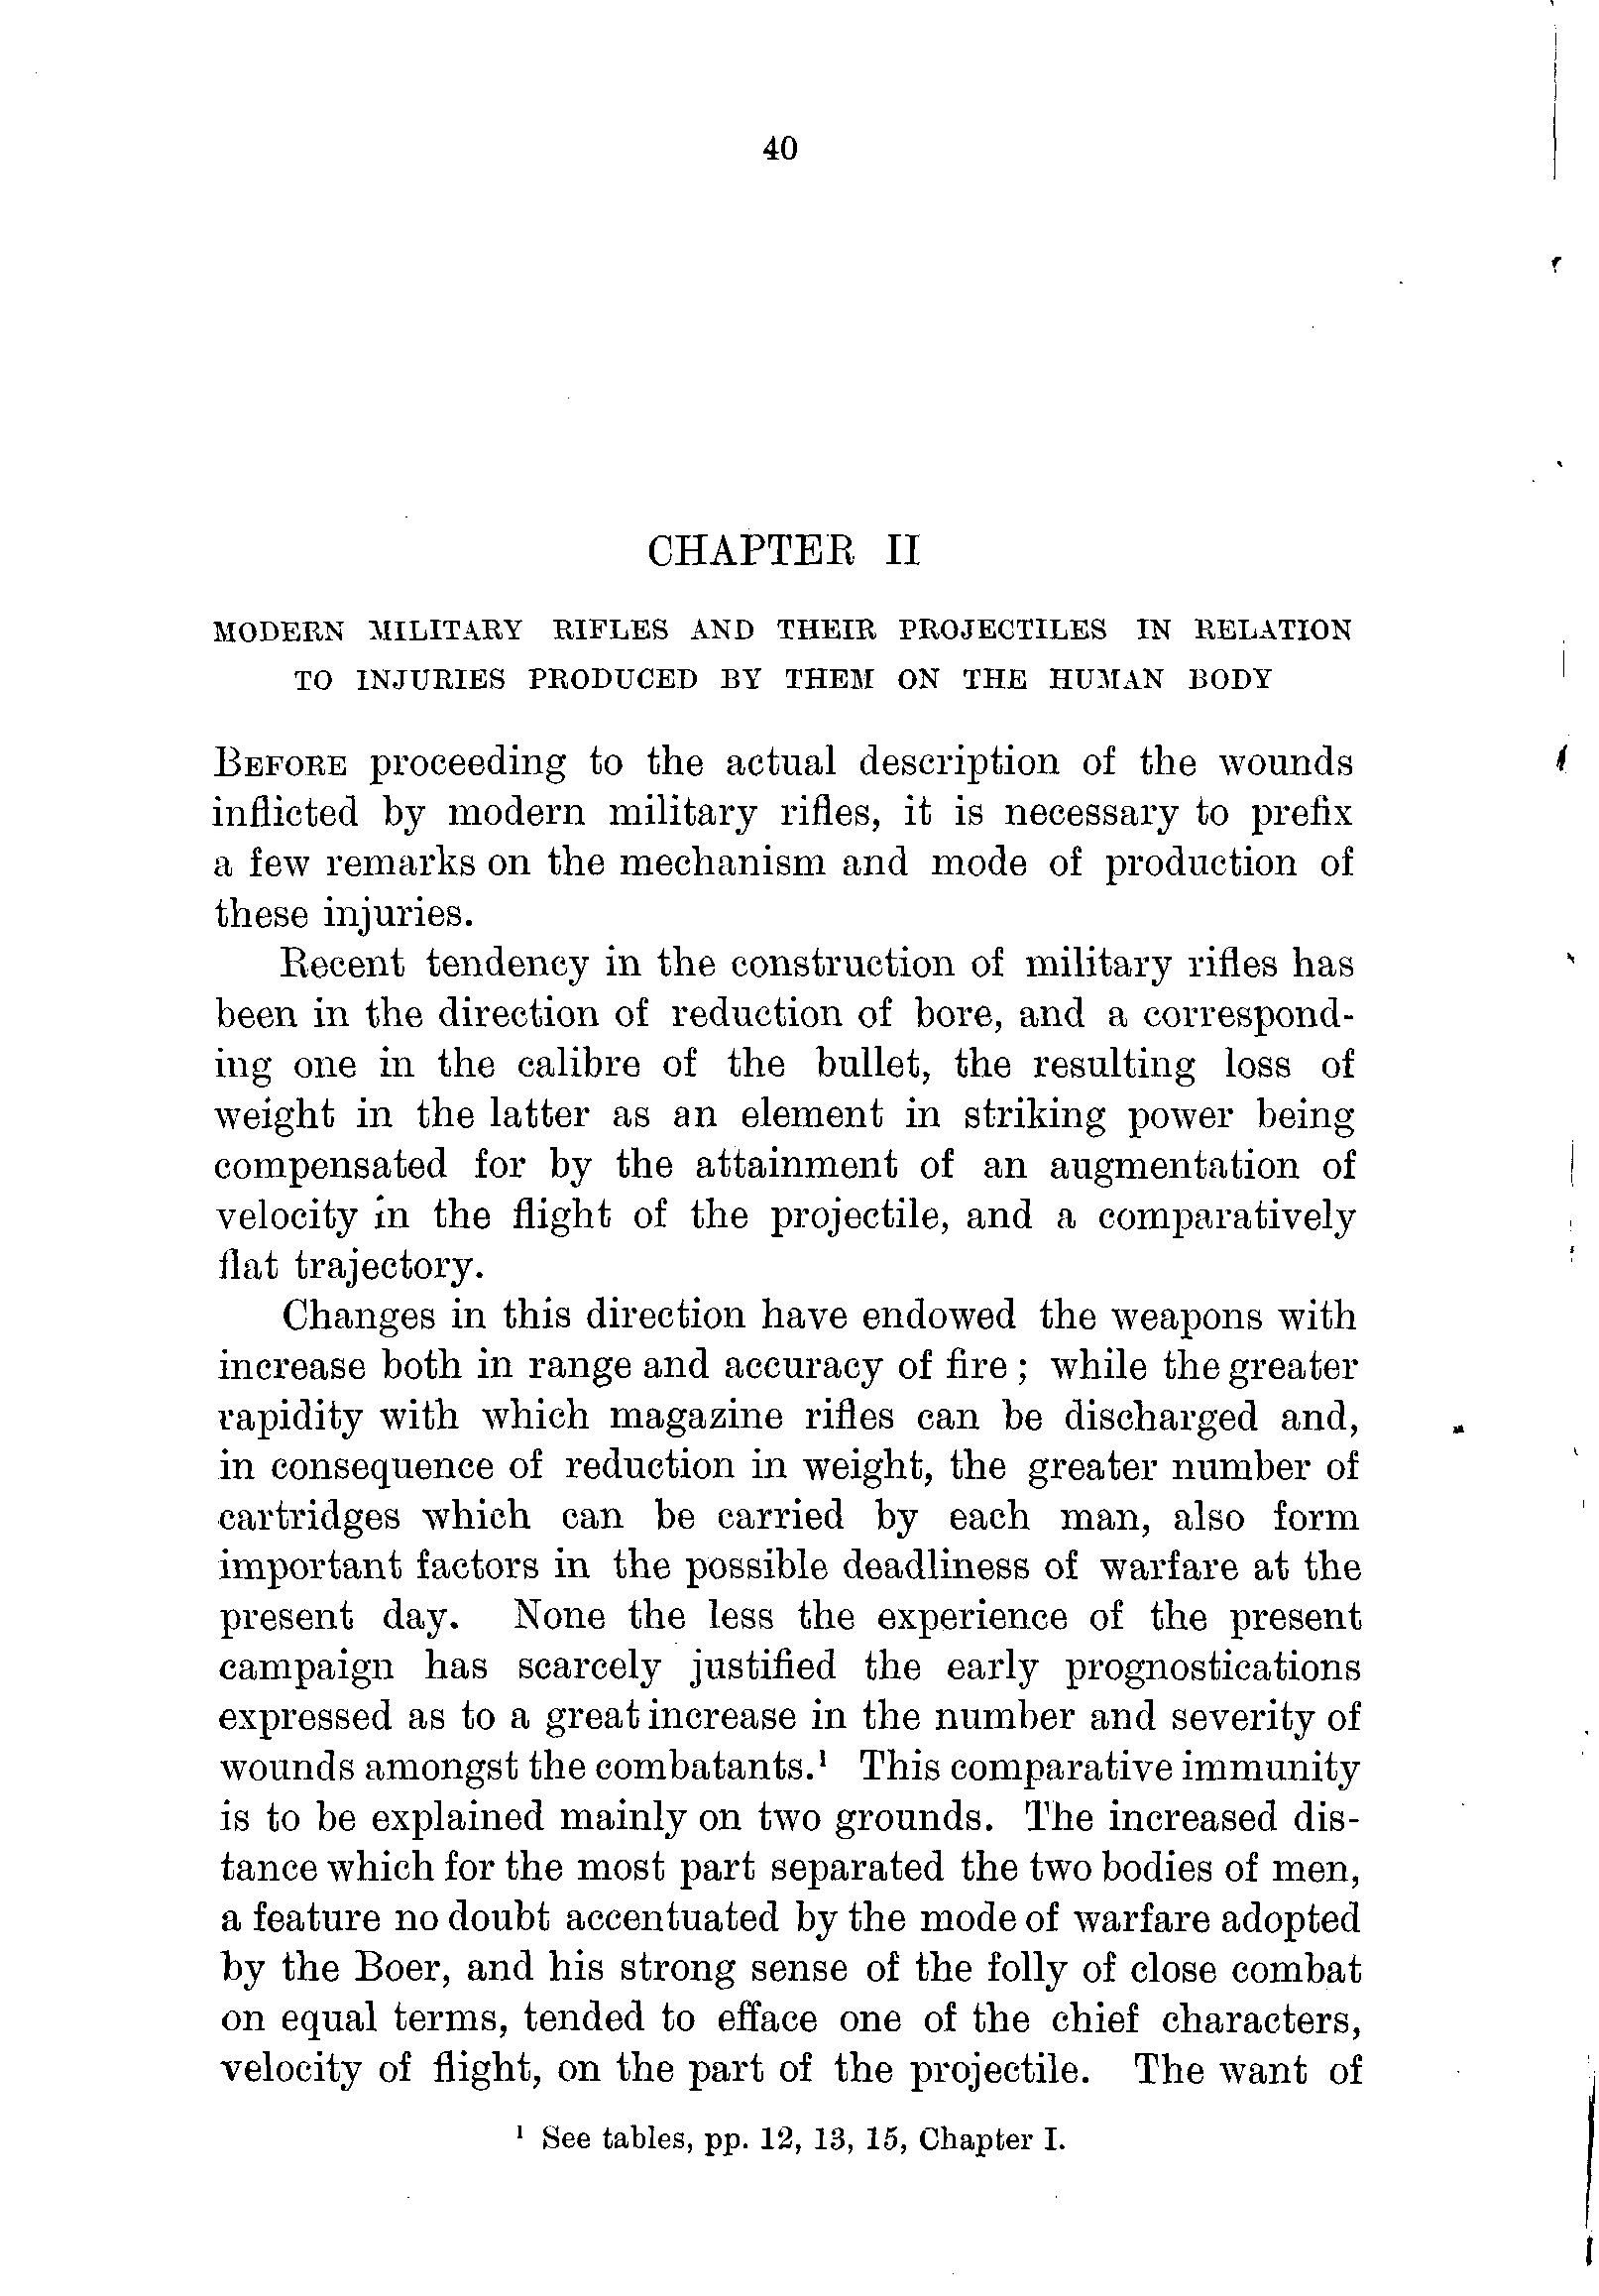 40
CHAPTER II
MODERN MILITARY RIFLES AND THEIR PROJECTILES IN RELATION
TO INJURIES PRODUCED BY THEM ON THE HUMAN BODY
BEFORE proceeding to the actual description of the wounds
inflicted by modern military rifles, it is necessary to prefix
a few remarks on the mechanism and mode of production of
these injuries.
Recent tendency in the construction of military rifles has
been in the direction of reduction of bore, and a correspond-
ing one in the calibre of the bullet, the resulting loss of
weight in the latter as an element in striking power being
compensated for by the attainment of an augmentation of
velocity in the flight of the projectile, and a comparatively
flat trajectory.
Changes in this direction have endowed the weapons with
increase both in range and accuracy of fire; while the greater
rapidity with which magazine rifles can be discharged and,
in consequence of reduction in weight, the greater number of
cartridges which can be carried by each man, also form
important factors in the possible deadliness of warfare at the
present day. None the less the experience of the present
campaign has scarcely justified the early prognostications
expressed as to a great increase in the number and severity of
wounds amongst the combatants.¹ This comparative immunity
is to be explained mainly on two grounds. The increased dis-
tance which for the most part separated the two bodies of men,
a feature no doubt accentuated by the mode of warfare adopted
by the Boer, and his strong sense of the folly of close combat
on equal terms, tended to efface one of the chief characters,
velocity of flight, on the part of the projectile. The want of
¹ See tables, pp. 12, 13, 15, Chapter I.